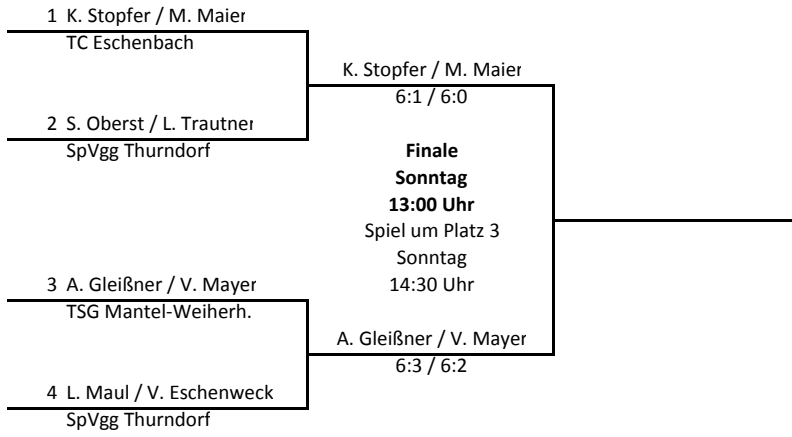 1 K. Stopfer / M. Maier
TC Eschenbach
K. Stopfer / M. Maier
6:1 / 6:0
2 S. Oberst / L. Trautner
SpVgg Thurndorf
Finale
Sonntag
13:00 Uhr
Spiel um Platz 3
Sonntag
14:30 Uhr
3 A. Gleißner / V. Mayer
TSG Mantel-Weiherh.
A. Gleißner / V. Mayer
6:3 / 6:2
4 L. Maul / V. Eschenweck
SpVgg Thurndorf